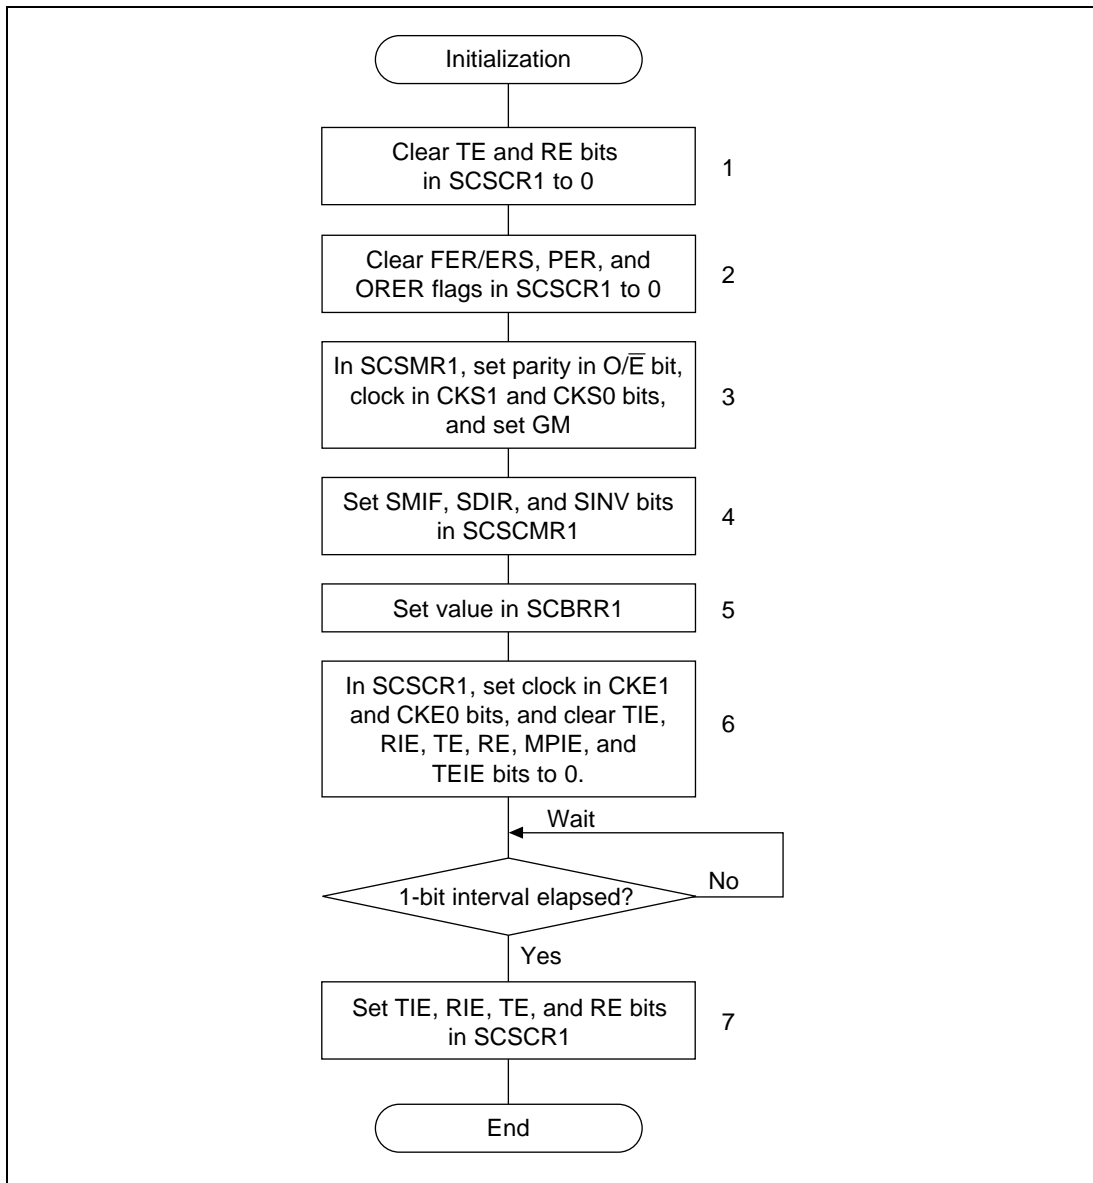 Initialization
Clear TE and RE bits
in SCSCR1 to 0
1
Clear FER/ERS, PER, and
ORER flags in SCSCR1 to 0
2
In SCSMR1, set parity in O/E̅ bit,
clock in CKS1 and CKS0 bits,
and set GM
3
Set SMIF, SDIR, and SINV bits
in SCSCMR1
4
Set value in SCBRR1
5
In SCSCR1, set clock in CKE1
and CKE0 bits, and clear TIE,
RIE, TE, RE, MPIE, and
TEIE bits to 0.
6
Wait
1-bit interval elapsed?
No
Yes
Set TIE, RIE, TE, and RE bits
in SCSCR1
7
End